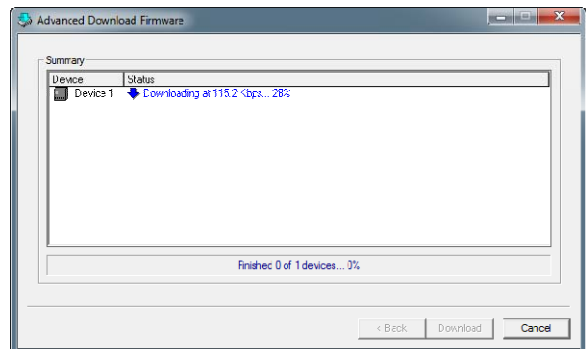 Advanced Download Firmware
Summary
Device Status
Device 1 Downloading at 115.2 Kbps... 28%
Finished 0 of 1 devices... 0%
< Back Download Cancel